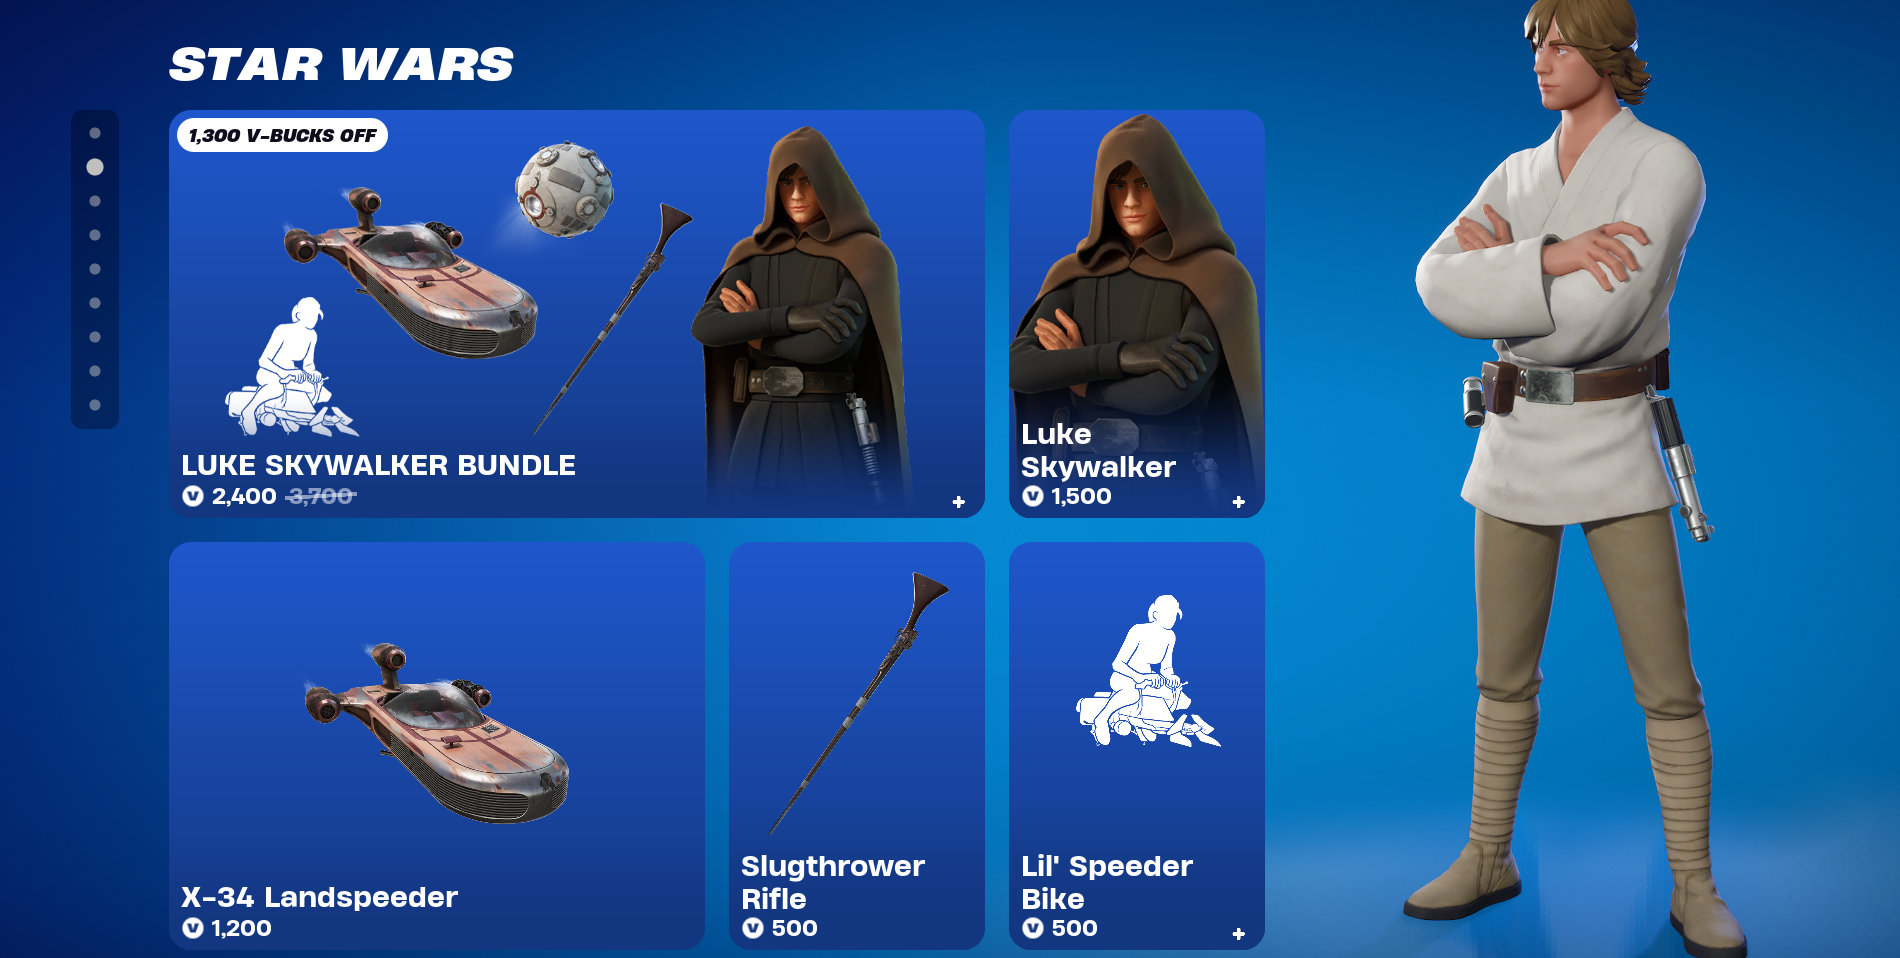 STAR WARS
1,300 V-BUCKS OFF
LUKE SKYWALKER BUNDLE
2,400 3,700
Luke
Skywalker
1,500
X-34 Landspeeder
1,200
Slugthrower
Rifle
500
Lil' Speeder
Bike
500